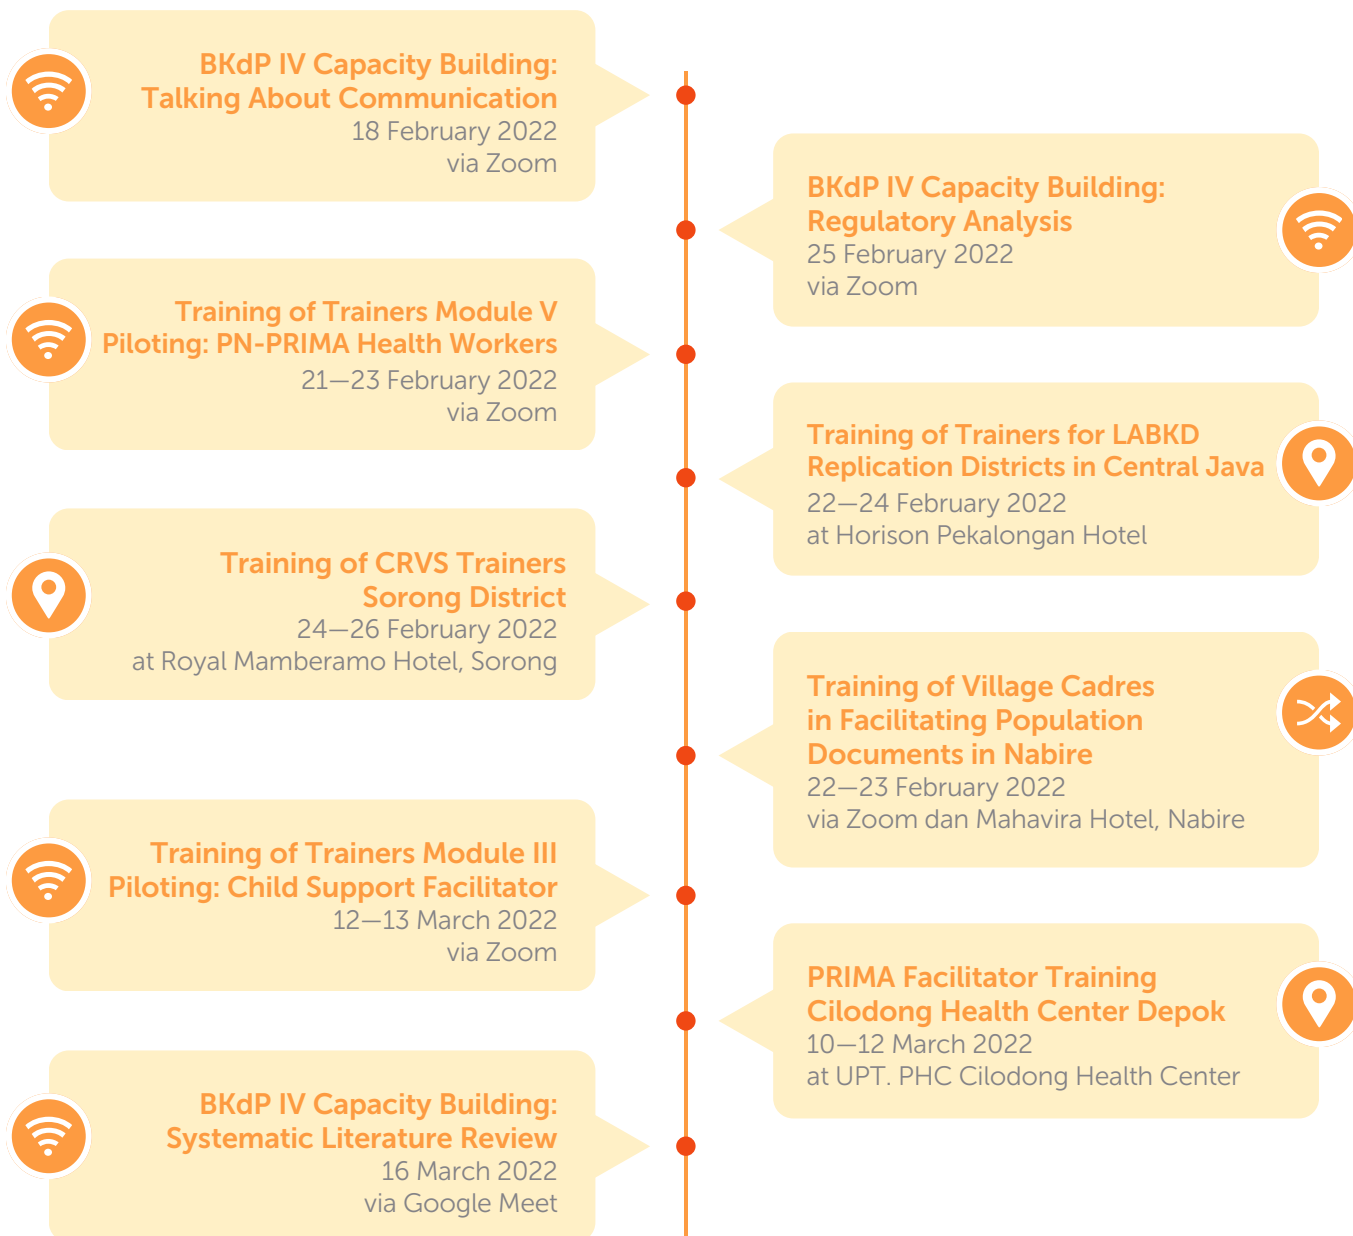 BKdP IV Capacity Building:
Talking About Communication
18 February 2022
via Zoom
BKdP IV Capacity Building:
Regulatory Analysis
25 February 2022
via Zoom
Training of Trainers Module V
Piloting: PN-PRIMA Health Workers
21—23 February 2022
via Zoom
Training of Trainers for LABKD
Replication Districts in Central Java
22—24 February 2022
at Horison Pekalongan Hotel
Training of CRVS Trainers
Sorong District
24—26 February 2022
at Royal Mamberamo Hotel, Sorong
Training of Village Cadres
in Facilitating Population
Documents in Nabire
22—23 February 2022
via Zoom dan Mahavira Hotel, Nabire
Training of Trainers Module III
Piloting: Child Support Facilitator
12—13 March 2022
via Zoom
PRIMA Facilitator Training
Cilodong Health Center Depok
10—12 March 2022
at UPT. PHC Cilodong Health Center
BKdP IV Capacity Building:
Systematic Literature Review
16 March 2022
via Google Meet